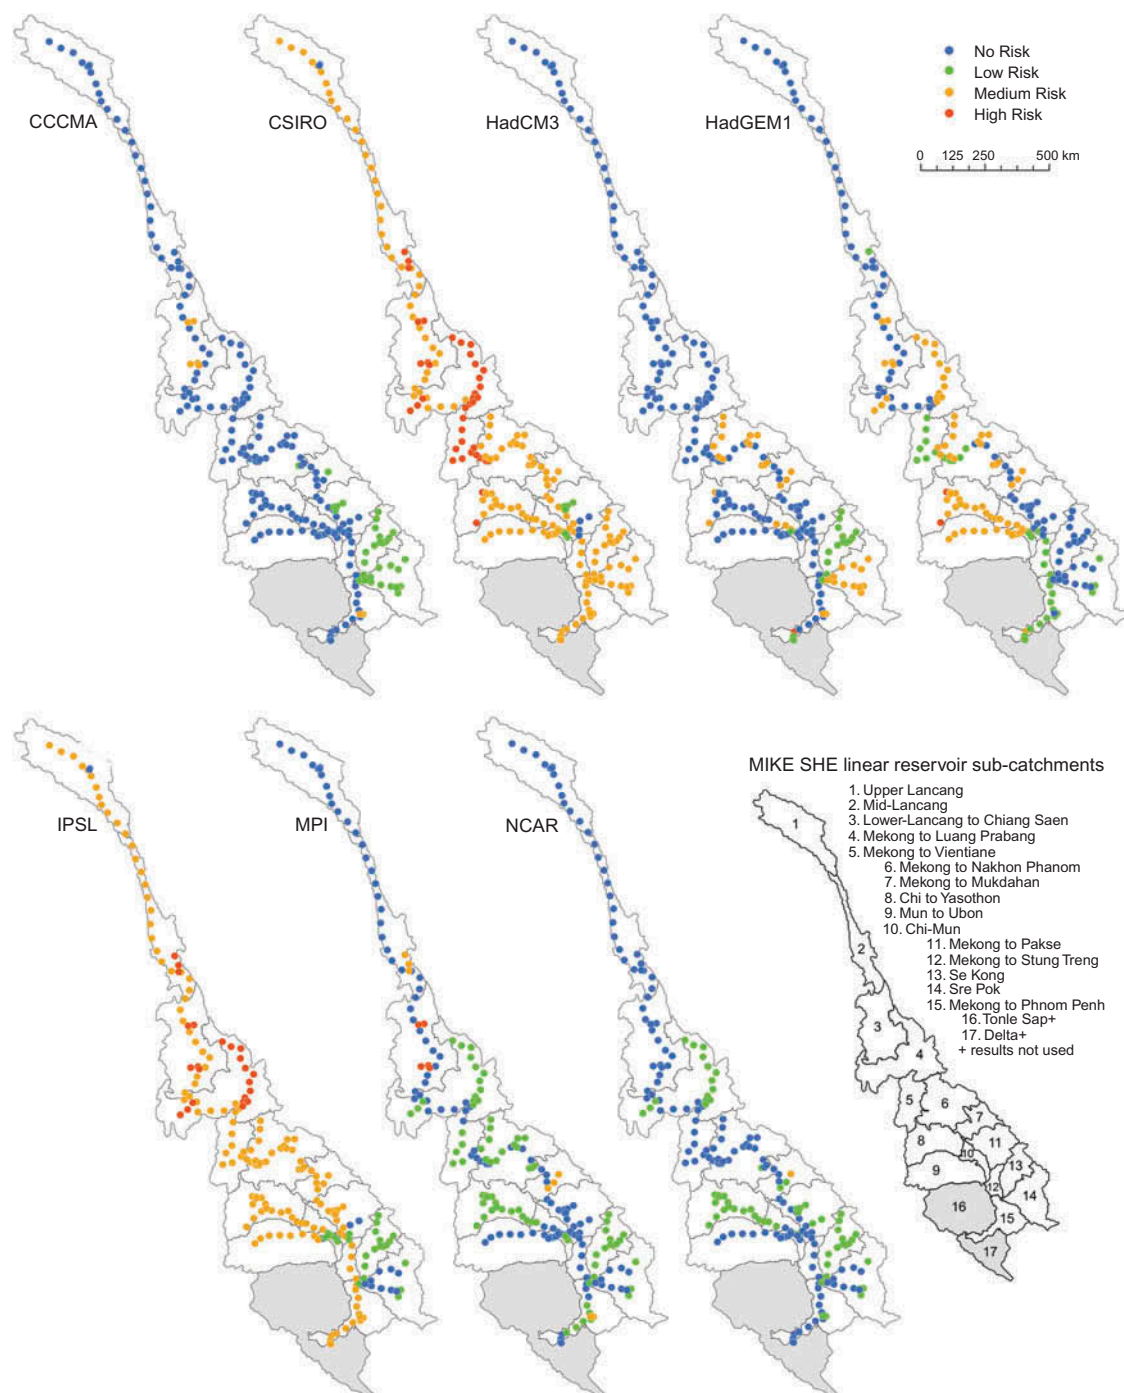 No Risk
Low Risk
Medium Risk
High Risk
CCCMA
CSIRO
HadCM3
HadGEM1
0 125 250 500 km
IPSL
MPI
NCAR
MIKE SHE linear reservoir sub-catchments
1. Upper Lancang
2. Mid-Lancang
3. Lower-Lancang to Chiang Saen
4. Mekong to Luang Prabang
5. Mekong to Vientiane
6. Mekong to Nakhon Phanom
7. Mekong to Mukdahan
8. Chi to Yasothon
9. Mun to Ubon
10. Chi-Mun
11. Mekong to Pakse
12. Mekong to Stung Treng
13. Se Kong
14. Sre Pok
15. Mekong to Phnom Penh
16. Tonle Sap+
17. Delta+
+ results not used
1
2
3
4
5
6
7
8
10
11
9
12
13
14
16
15
17